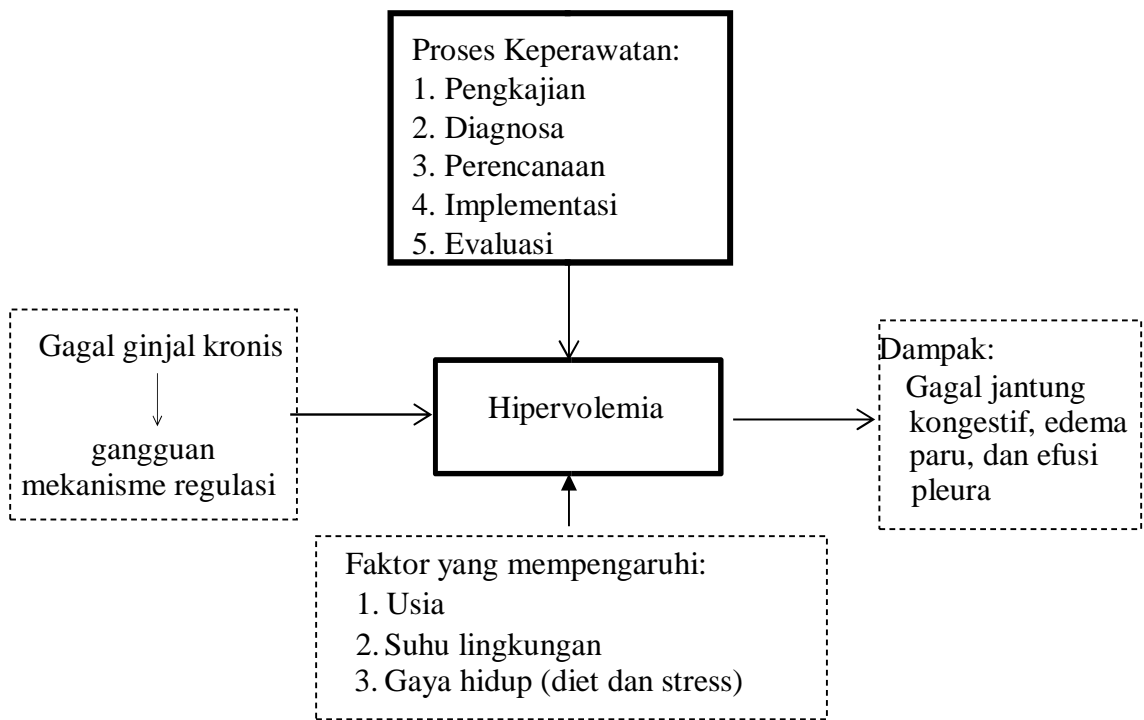 Proses Keperawatan:
1. Pengkajian
2. Diagnosa
3. Perencanaan
4. Implementasi
5. Evaluasi
Gagal ginjal kronis
gangguan
mekanisme regulasi
Hipervolemia
Dampak:
Gagal jantung
kongestif, edema
paru, dan efusi
pleura
Faktor yang mempengaruhi:
1. Usia
2. Suhu lingkungan
3. Gaya hidup (diet dan stress)